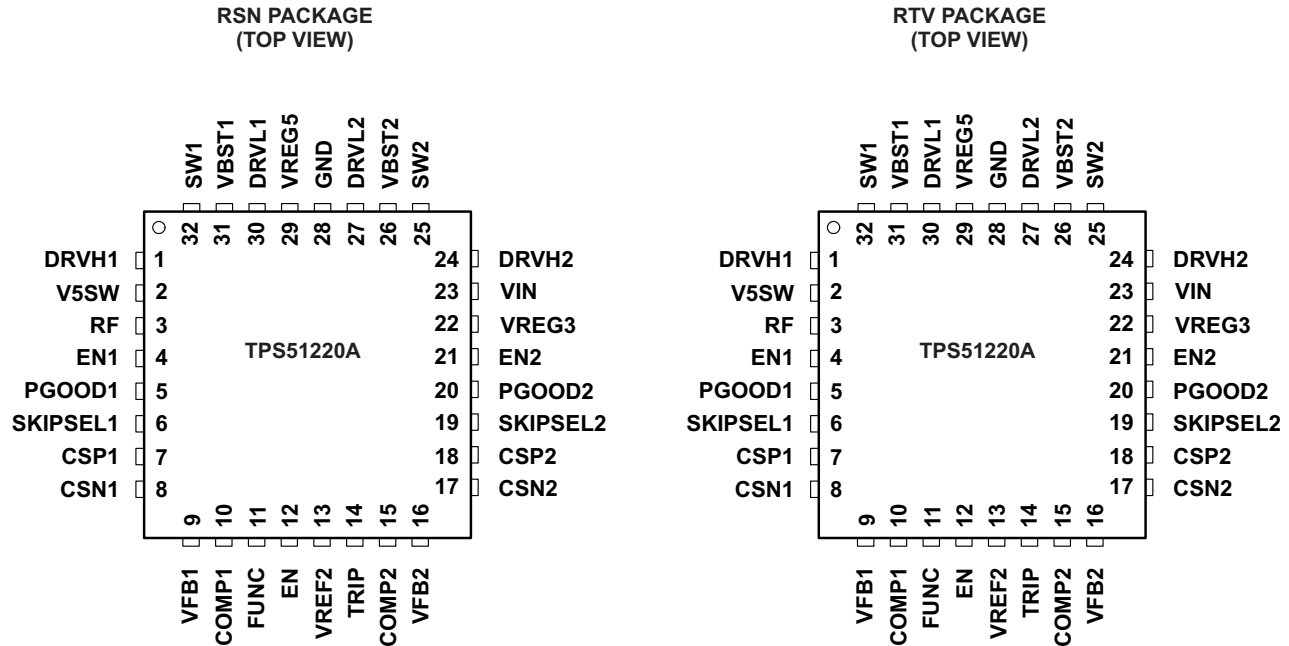 RSN PACKAGE
(TOP VIEW)
SW1
VBST1
DRVL1
VREG5
GND
DRVL2
VBST2
SW2
32
31
30
29
28
27
26
25
DRVH1 1
V5SW 2
RF 3
EN1 4
PGOOD1 5
SKIPSEL1 6
CSP1 7
CSN1 8
TPS51220A
24 DRVH2
23 VIN
22 VREG3
21 EN2
20 PGOOD2
19 SKIPSEL2
18 CSP2
17 CSN2
9
10
11
12
13
14
15
16
VFB1
COMP1
FUNC
EN
VREF2
TRIP
COMP2
VFB2
RTV PACKAGE
(TOP VIEW)
SW1
VBST1
DRVL1
VREG5
GND
DRVL2
VBST2
SW2
32
31
30
29
28
27
26
25
DRVH1 1
V5SW 2
RF 3
EN1 4
PGOOD1 5
SKIPSEL1 6
CSP1 7
CSN1 8
TPS51220A
24 DRVH2
23 VIN
22 VREG3
21 EN2
20 PGOOD2
19 SKIPSEL2
18 CSP2
17 CSN2
9
10
11
12
13
14
15
16
VFB1
COMP1
FUNC
EN
VREF2
TRIP
COMP2
VFB2